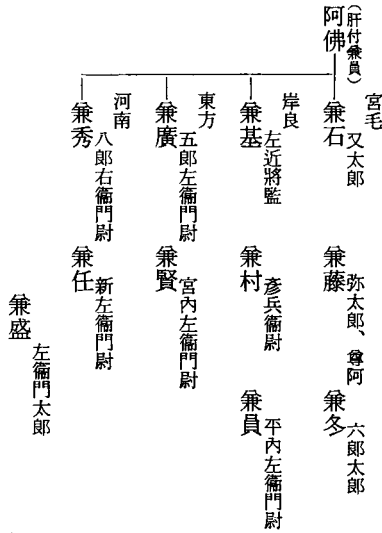 （肝付兼員）
阿佛
宮毛
兼石 又太郎
兼藤 弥太郎、尊阿
兼冬 六郎太郎
岸良
兼基 左近將監
兼村 彥兵衞尉
兼員 平内左衞門尉
東方
兼廣 五郎左衞門尉
兼賢 宮内左衞門尉
河南
兼秀 八郎右衞門尉
兼任 新左衞門尉
兼盛 左衞門太郎